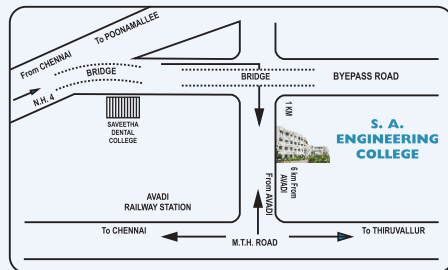 To POONAMALLEE
From CHENNAI
BRIDGE
N.H. 4
BRIDGE
BYEPASS ROAD
SAVEETHA
DENTAL
COLLEGE
1 KM
S. A.
ENGINEERING
COLLEGE
6 km From
AVADI
From AVADI
AVADI
RAILWAY STATION
To CHENNAI
M.T.H. ROAD
To THIRUVALLUR